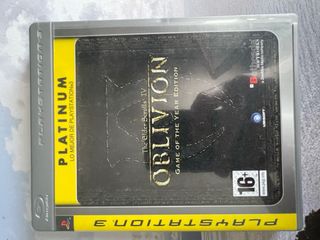 PLAYSTATION 3
PLATINUM
LO MEJOR DE PLAYSTATION®3
The Elder Scrolls® IV
OBLIVION
GAME OF THE YEAR EDITION
16+
PLAYSTATION 3